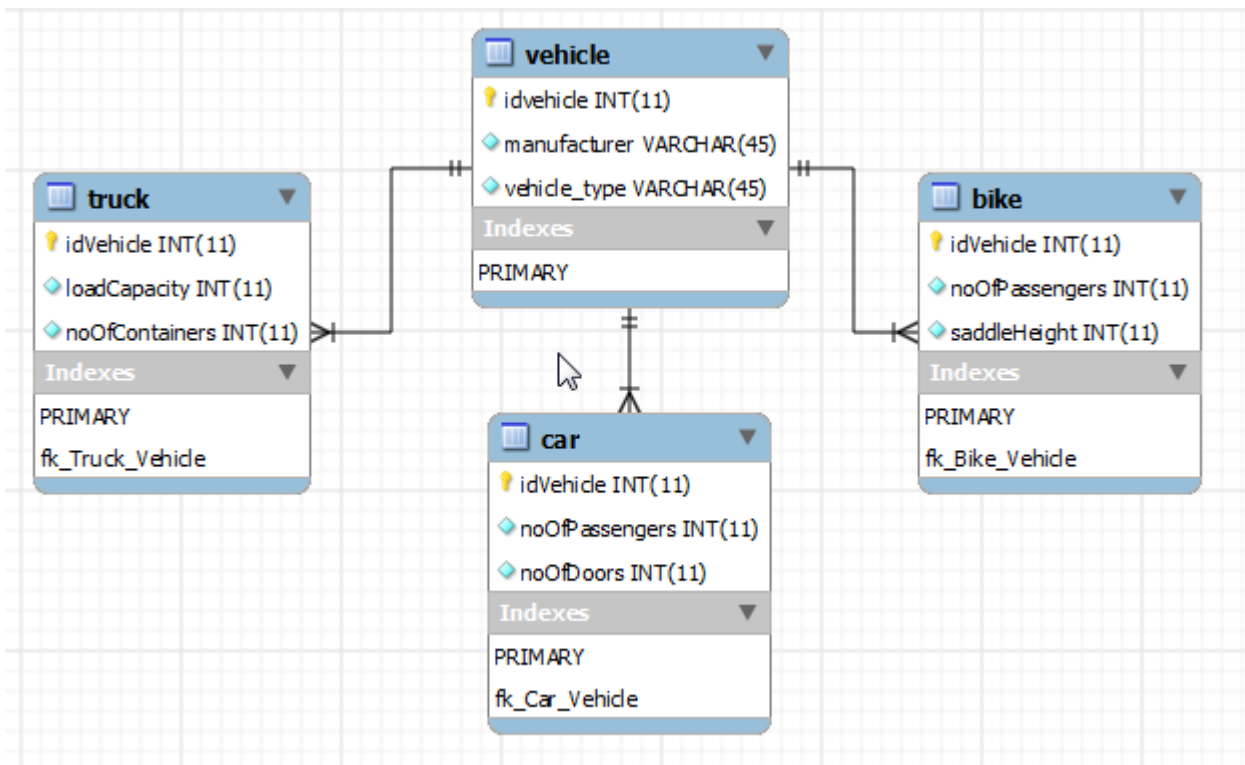 vehicle
idvehicle INT(11)
manufacturer VARCHAR(45)
vehicle_type VARCHAR(45)
Indexes
PRIMARY
truck
idVehicle INT(11)
loadCapacity INT(11)
noOfContainers INT(11)
Indexes
PRIMARY
fk_Truck_Vehicle
bike
idVehicle INT(11)
noOfPassengers INT(11)
saddleHeight INT(11)
Indexes
PRIMARY
fk_Bike_Vehicle
car
idVehicle INT(11)
noOfPassengers INT(11)
noOfDoors INT(11)
Indexes
PRIMARY
fk_Car_Vehicle